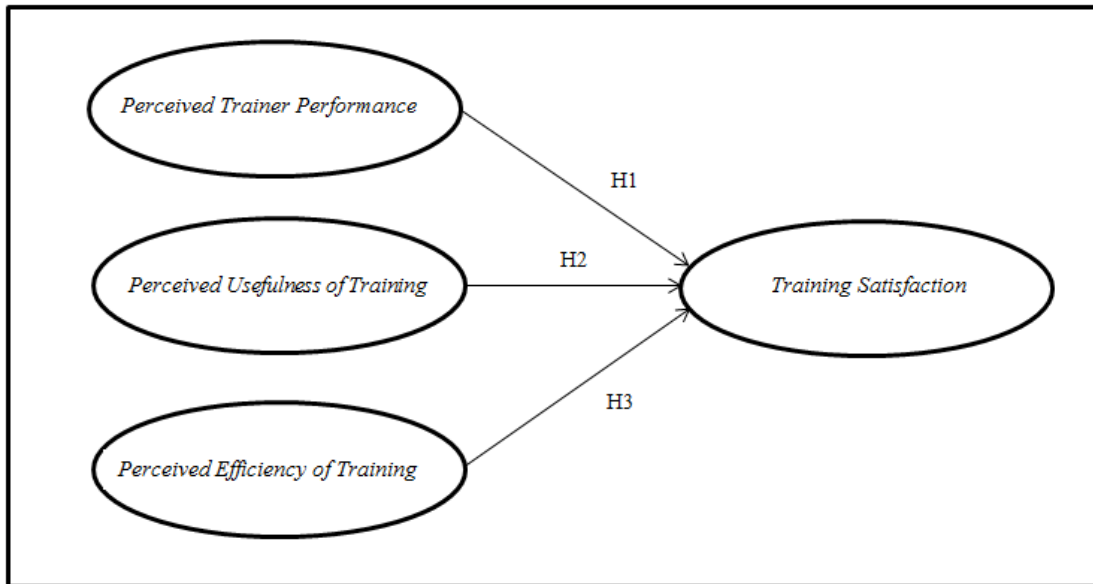 Perceived Trainer Performance
H1
Perceived Usefulness of Training
H2
Training Satisfaction
H3
Perceived Efficiency of Training